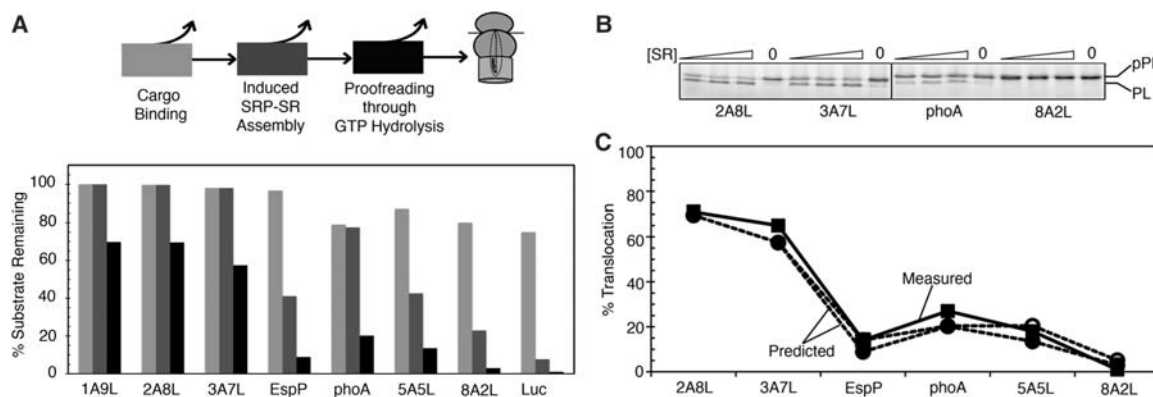 A
Cargo
Binding
Induced
SRP-SR
Assembly
Proofreading
through
GTP Hydrolysis
% Substrate Remaining
100
80
60
40
20
0
1A9L 2A8L 3A7L EspP phoA 5A5L 8A2L Luc
B
[SR] 0 0 0 0
PL
2A8L 3A7L phoA 8A2L
C
% Translocation
100
80
60
40
20
0
Measured
Predicted
2A8L 3A7L EspP phoA 5A5L 8A2L